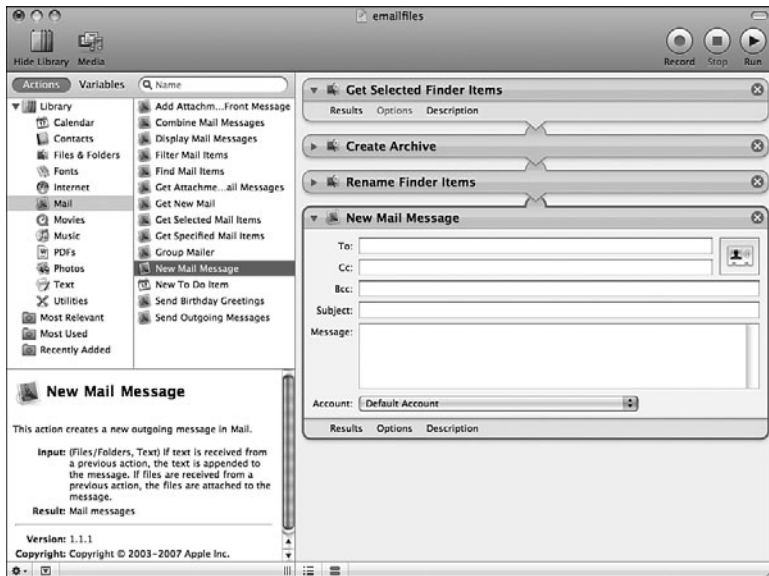 emailfiles
Hide Library Media
Record Stop Run
Actions Variables
Name
Library
Calendar
Contacts
Files & Folders
Fonts
Internet
Mail
Movies
Music
PDFs
Photos
Text
Utilities
Most Relevant
Most Used
Recently Added
Add Attachm...Front Message
Combine Mail Messages
Display Mail Messages
Filter Mail Items
Find Mail Items
Get Attachme...ail Messages
Get New Mail
Get Selected Mail Items
Get Specified Mail Items
Group Mailer
New Mail Message
New To Do Item
Send Birthday Greetings
Send Outgoing Messages
New Mail Message
This action creates a new outgoing message in Mail.
Input: (Files/Folders, Text) If text is received from
a previous action, the text is appended to
the message. If files are received from a
previous action, the files are attached to the
message.
Result: Mail messages
Version: 1.1.1
Copyright: Copyright © 2003–2007 Apple Inc.
Get Selected Finder Items
Results Options Description
Create Archive
Rename Finder Items
New Mail Message
To:
Cc:
Bcc:
Subject:
Message:
Account: Default Account
Results Options Description